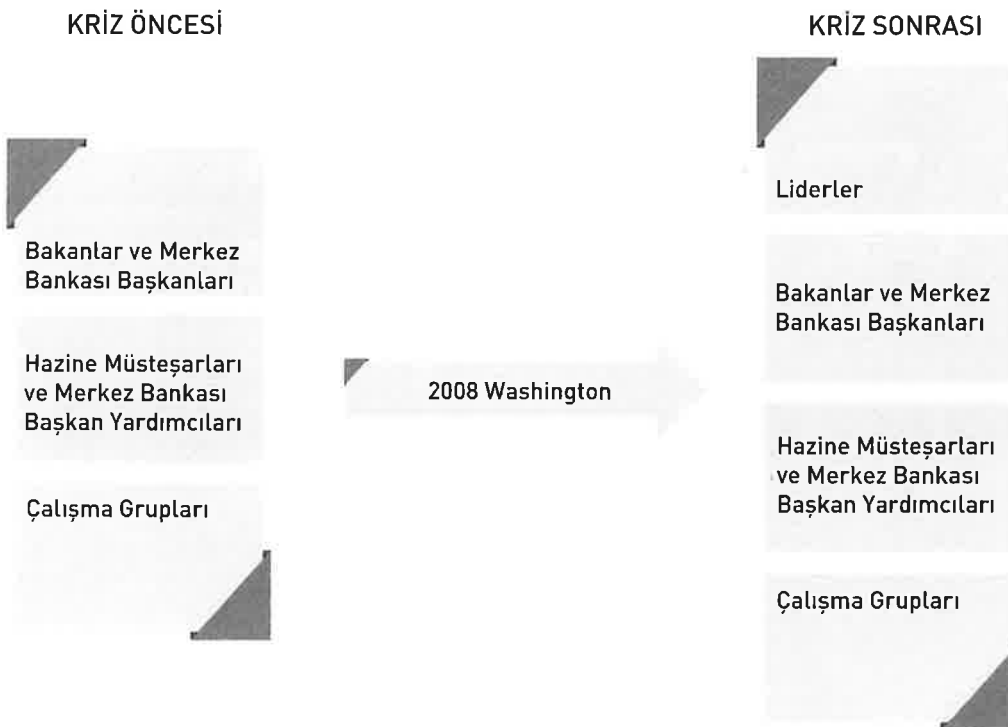 KRİZ ÖNCESİ
Bakanlar ve Merkez
Bankası Başkanları
Hazine Müsteşarları
ve Merkez Bankası
Başkan Yardımcıları
Çalışma Grupları
2008 Washington
KRİZ SONRASI
Liderler
Bakanlar ve Merkez
Bankası Başkanları
Hazine Müsteşarları
ve Merkez Bankası
Başkan Yardımcıları
Çalışma Grupları